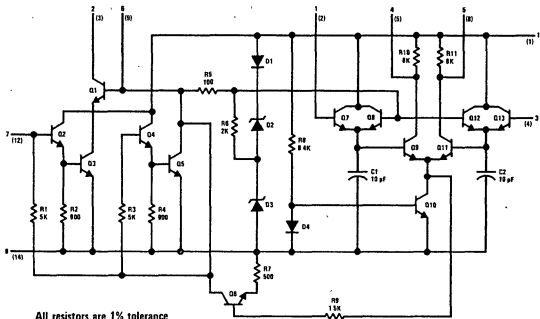 2 6 1 5
(3) (9) (2) (5) (8)
4
R10
8K
R11
8K
(1)
D1
Q1
R5
100
R6
2K
D2
R8
8.4K
Q7 Q8
Q12 Q13
3
(4)
7
(12)
Q2 Q4
Q3 Q5
Q9 Q11
C1
10 pF
C2
10 pF
R1
5K
R2
900
R3
5K
R4
900
D3
D4
Q10
8
(14)
R7
500
Q6
R9
1.5K
All resistors are 1% tolerance